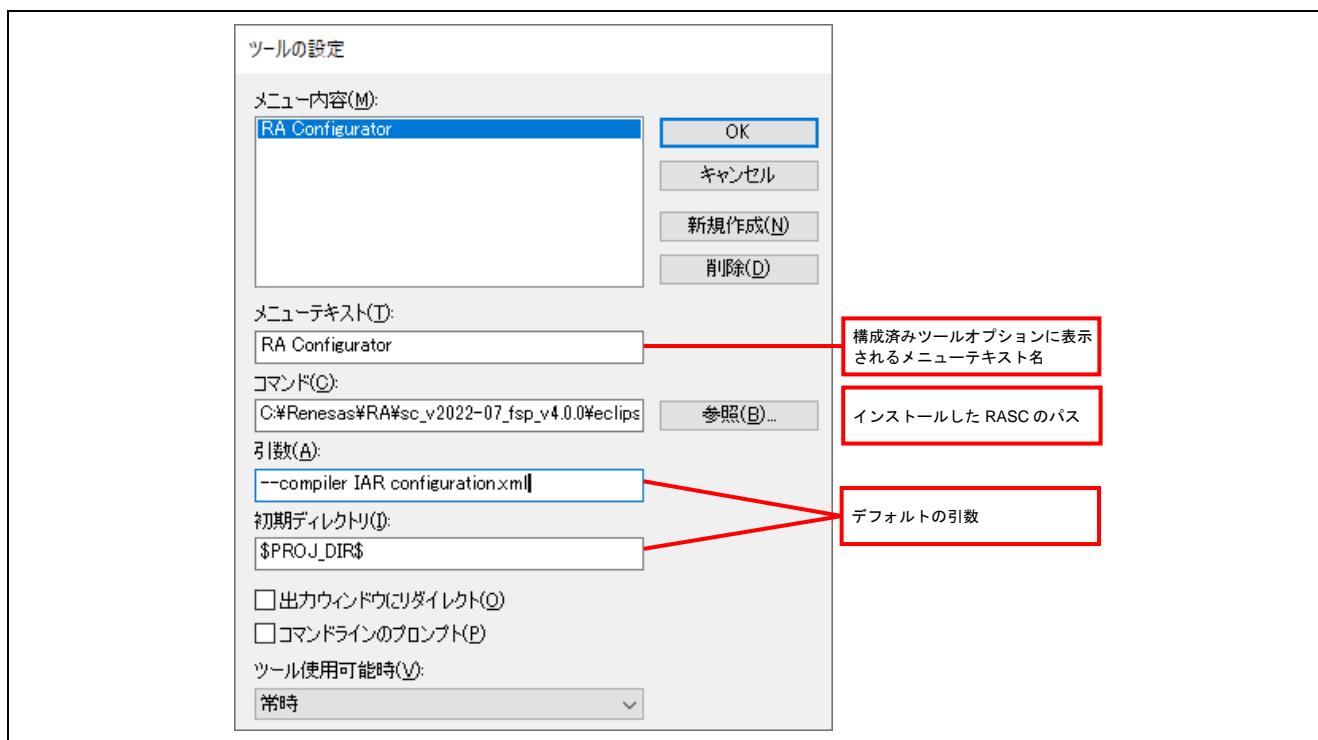 ツールの設定
メニュー内容(M):
RA Configurator
OK
キャンセル
新規作成(N)
削除(D)
メニューテキスト(T):
RA Configurator
構成済みツールオプションに表示
されるメニューテキスト名
コマンド(C):
C:¥Renesas¥RA¥sc_v2022-07_fsp_v4.0.0¥eclips
参照(B)...
インストールした RASC のパス
引数(A):
--compiler IAR configuration.xml
デフォルトの引数
初期ディレクトリ(I):
$PROJ_DIR$
出力ウィンドウにリダイレクト(O)
コマンドラインのプロンプト(P)
ツール使用可能時(V):
常時